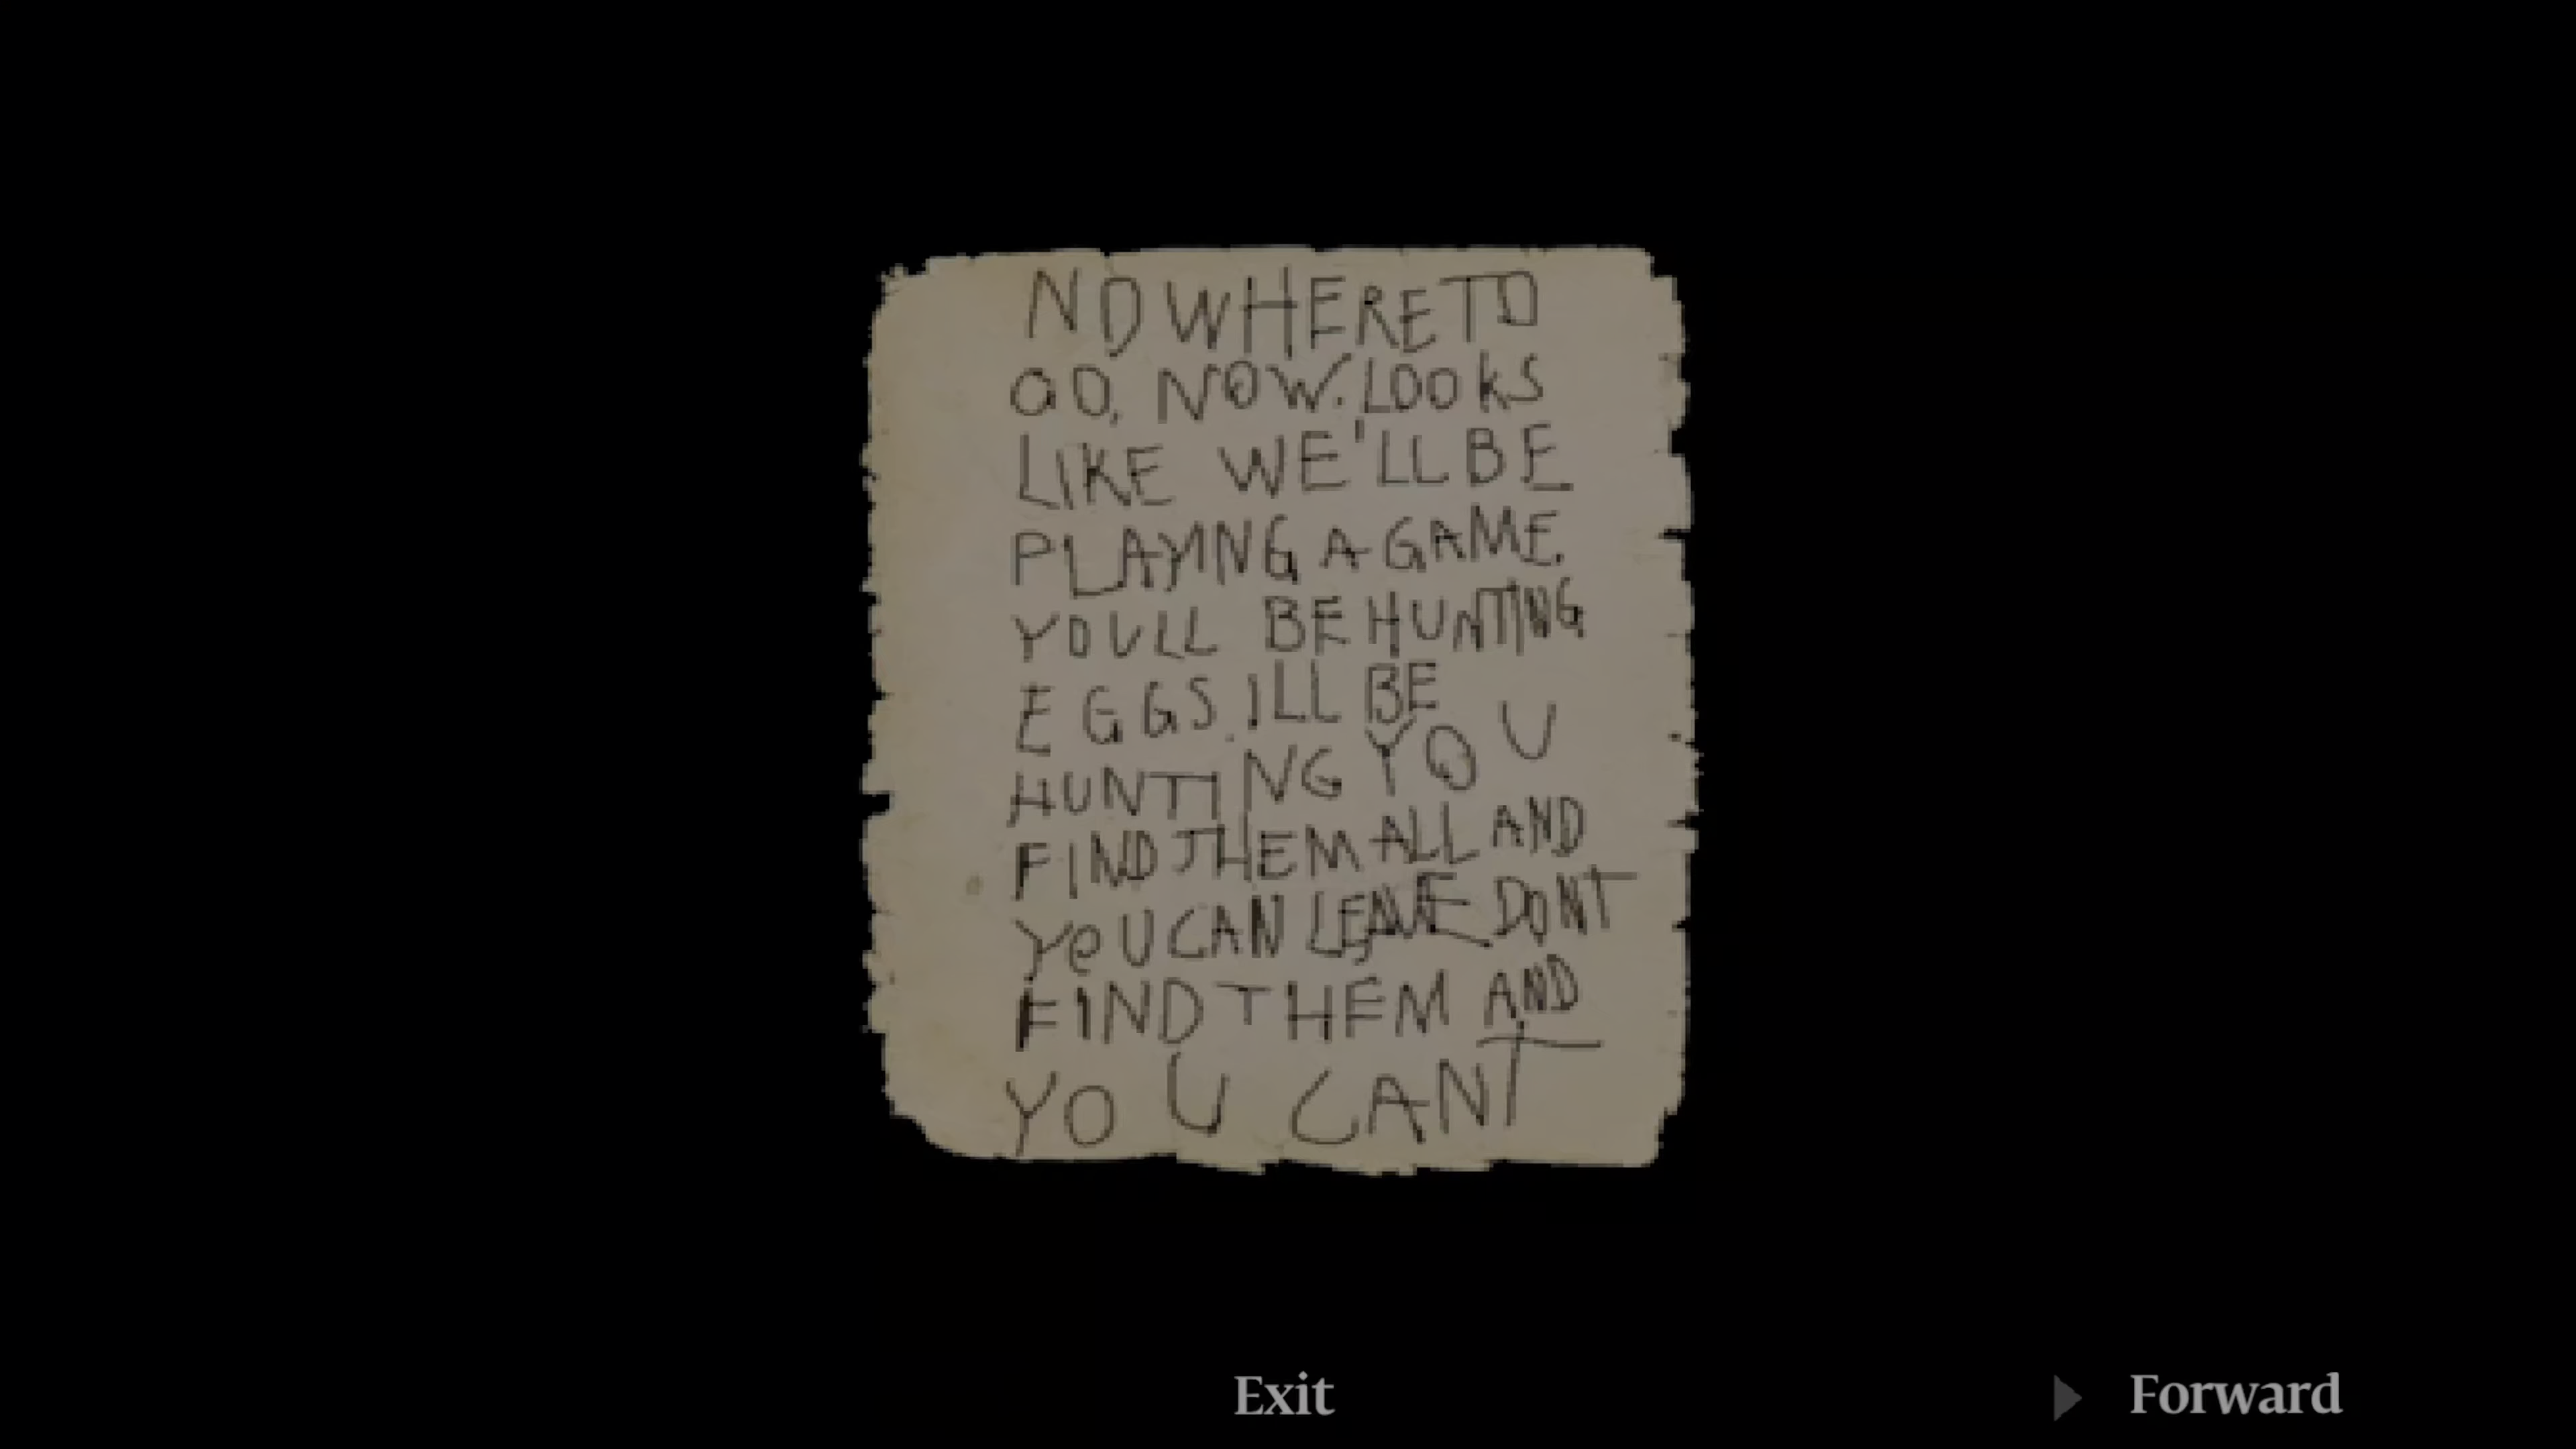 NOWHERE TO
GO, NOW. LOOKS
LIKE WE'LL BE
PLAYING A GAME.
YOULL BE HUNTING
EGGS. ILL BE
HUNTING YOU
FIND THEM ALL AND
YOU CAN LEAVE DONT
FIND THEM AND
YOU CANT
Exit
Forward